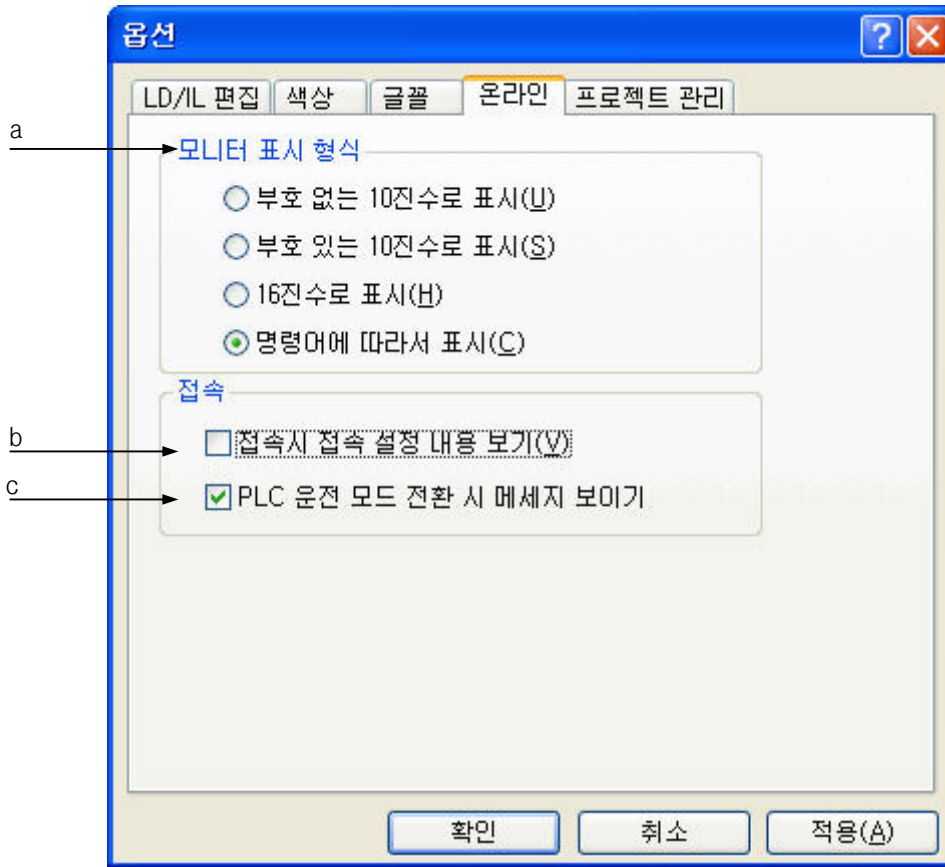 옵션
LD/IL 편집 색상 글꼴 온라인 프로젝트 관리
a
모니터 표시 형식
부호 없는 10진수로 표시(U)
부호 있는 10진수로 표시(S)
16진수로 표시(H)
명령어에 따라서 표시(C)
접속
b
접속시 접속 설정 내용 보기(V)
c
PLC 운전 모드 전환 시 메세지 보이기
확인 취소 적용(A)